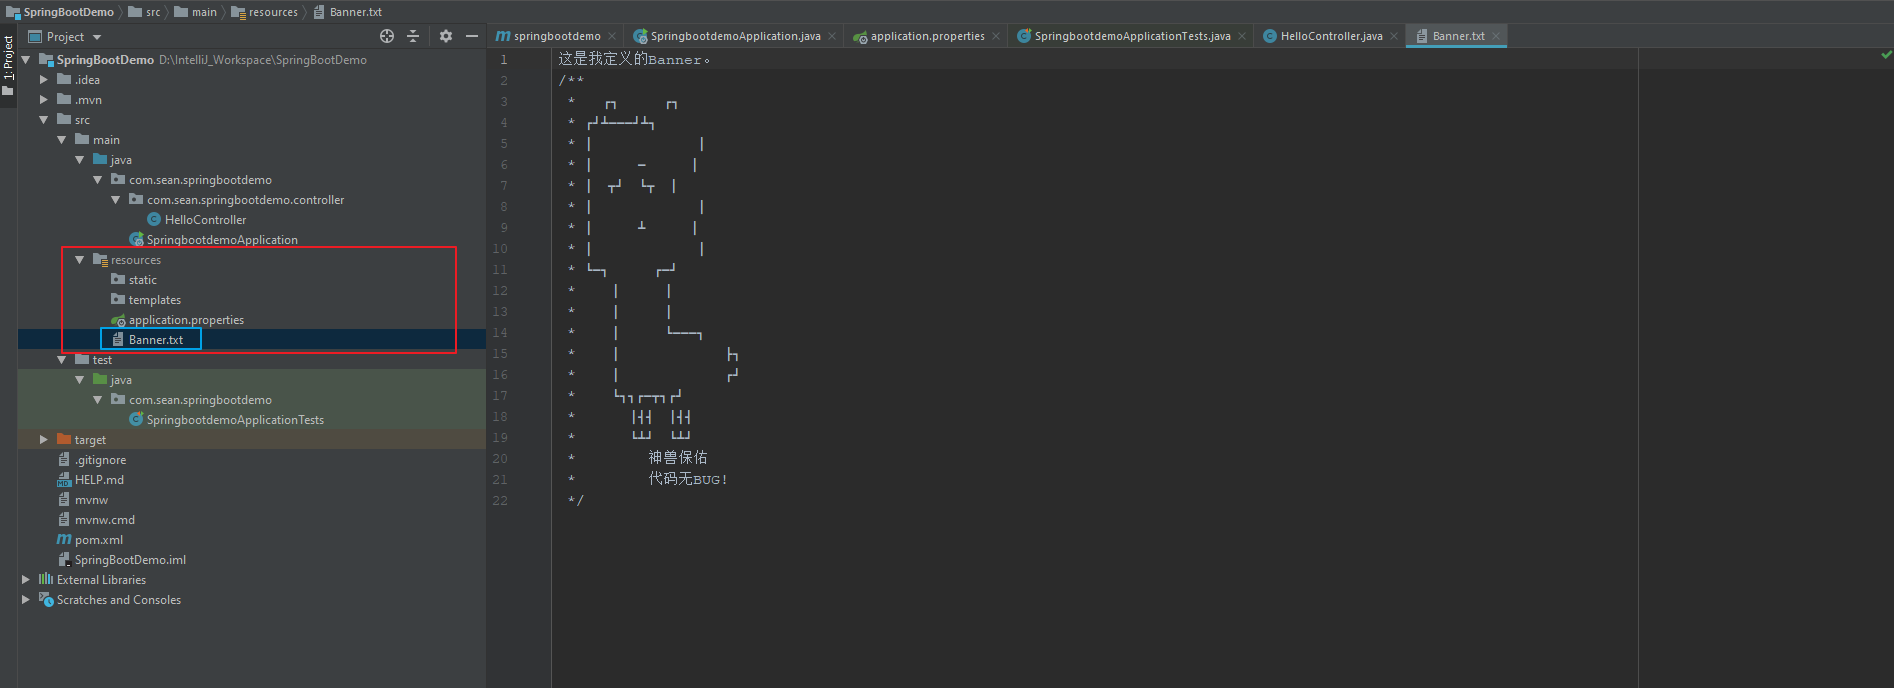 SpringBootDemo src main resources Banner.txt
1: Project
Project
SpringBootDemo D:\IntelliJ_Workspace\SpringBootDemo
.idea
.mvn
src
main
java
com.sean.springbootdemo
com.sean.springbootdemo.controller
HelloController
SpringbootdemoApplication
resources
static
templates
application.properties
Banner.txt
test
java
com.sean.springbootdemo
SpringbootdemoApplicationTests
target
.gitignore
HELP.md
mvnw
mvnw.cmd
pom.xml
SpringBootDemo.iml
External Libraries
Scratches and Consoles
springbootdemo SpringbootdemoApplication.java application.properties SpringbootdemoApplicationTests.java HelloController.java Banner.txt
1 这是我定义的Banner。
2 /**
3 *    ┏┓      ┏┓
4 * ┏┛┻━━━┛┻┓
5 * ┃              ┃
6 * ┃      ━      ┃
7 * ┃  ┳┛  ┗┳  ┃
8 * ┃              ┃
9 * ┃      ┻      ┃
10 * ┃              ┃
11 * ┗━┓      ┏━┛
12 *     ┃      ┃
13 *     ┃      ┃
14 *     ┃      ┗━━━┓
15 *     ┃              ┣┓
16 *     ┃              ┏┛
17 *     ┗┓┓┏━┳┓┏┛
18 *       ┃┫┫  ┃┫┫
19 *       ┗┻┛  ┗┻┛
20 *         神兽保佑
21 *         代码无BUG!
22 */